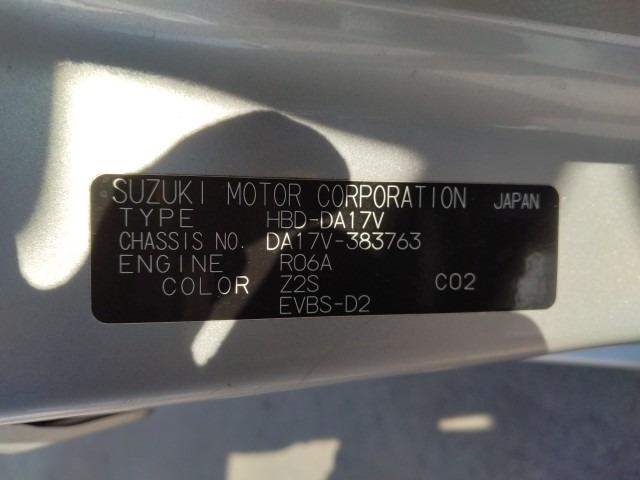 SUZUKI MOTOR CORPORATION JAPAN
TYPE HBD-DA17V
CHASSIS NO. DA17V-383763
ENGINE R06A
COLOR Z2S C02
EVBS-D2